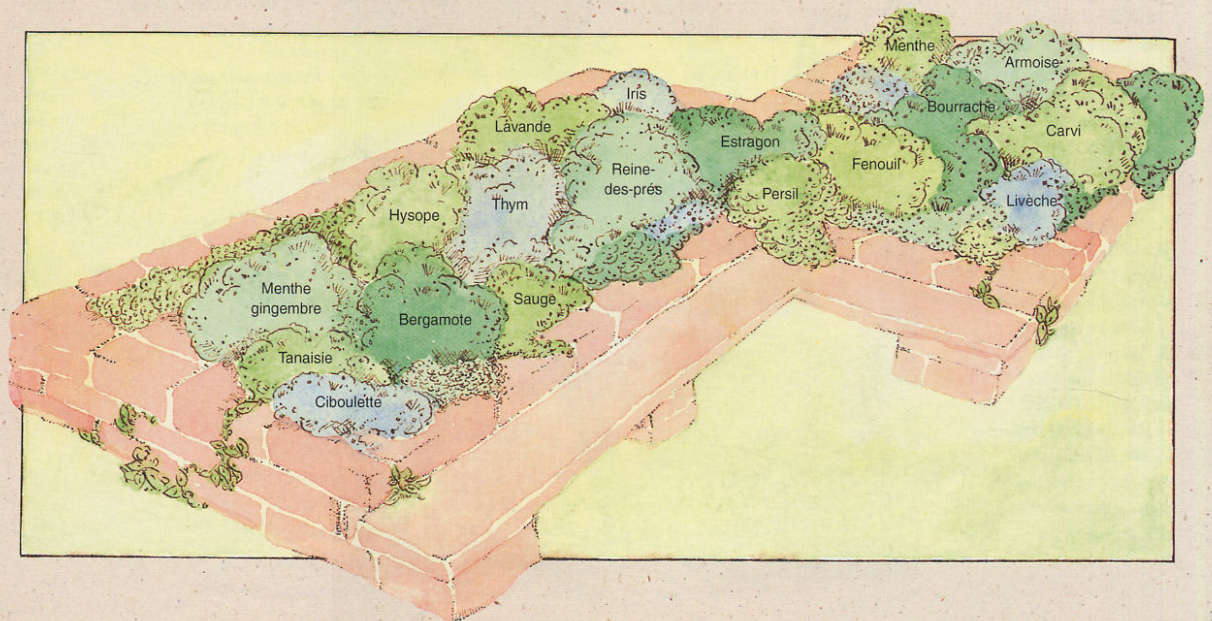 Menthe
Armoise
Iris
Bourrache
Lavande
Carvi
Estragon
Reine-
des-prés
Fenouil
Persil
Thym
Livèche
Hysope
Menthe
gingembre
Sauge
Bergamote
Tanaisie
Ciboulette